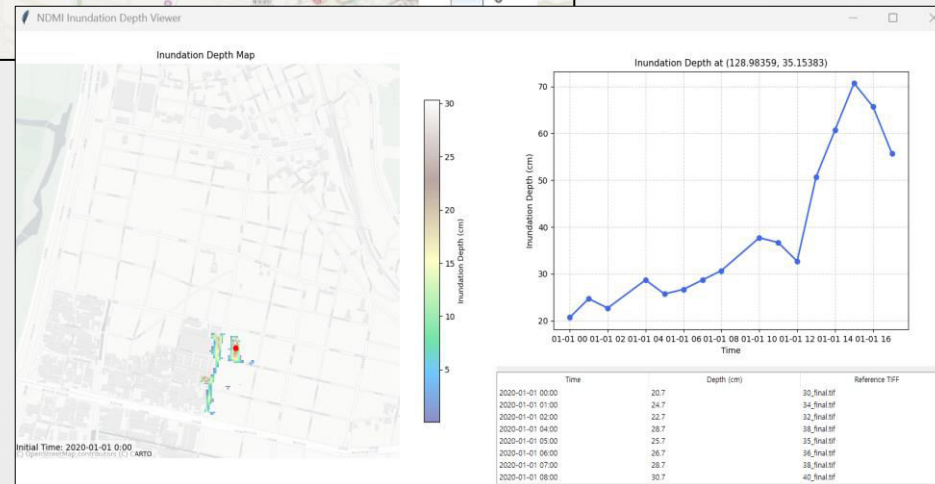 NDMI Inundation Depth Viewer
Inundation Depth Map
30
25
20
15
10
5
Inundation Depth (cm)
Initial Time: 2020-01-01 0:00
(C) OpenStreetMap contributors (C) CARTO
Inundation Depth at (128.98359, 35.15383)
70
60
50
40
30
20
Inundation Depth (cm)
01-01 00 01-01 02 01-01 04 01-01 06 01-01 08 01-01 10 01-01 12 01-01 14 01-01 16
Time
Time Depth (cm) Reference TIFF
2020-01-01 00:00 20.7 30_final.tif
2020-01-01 01:00 24.7 34_final.tif
2020-01-01 02:00 22.7 32_final.tif
2020-01-01 04:00 28.7 38_final.tif
2020-01-01 05:00 25.7 35_final.tif
2020-01-01 06:00 26.7 36_final.tif
2020-01-01 07:00 28.7 38_final.tif
2020-01-01 08:00 30.7 40_final.tif